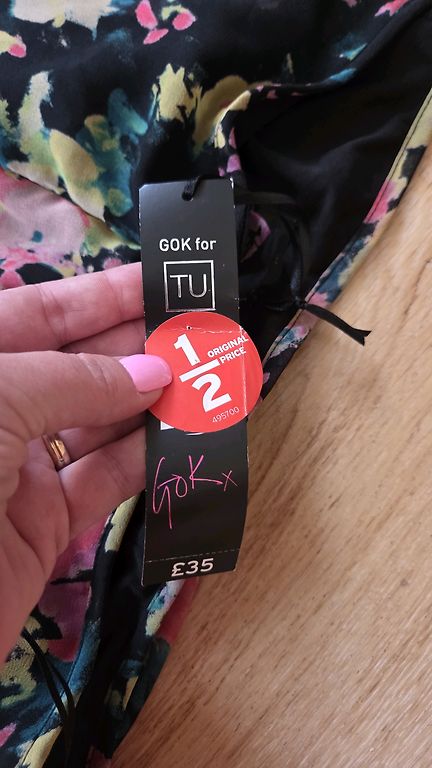 GOK for
TU
1/2 ORIGINAL
PRICE
495700
GOK x
£35